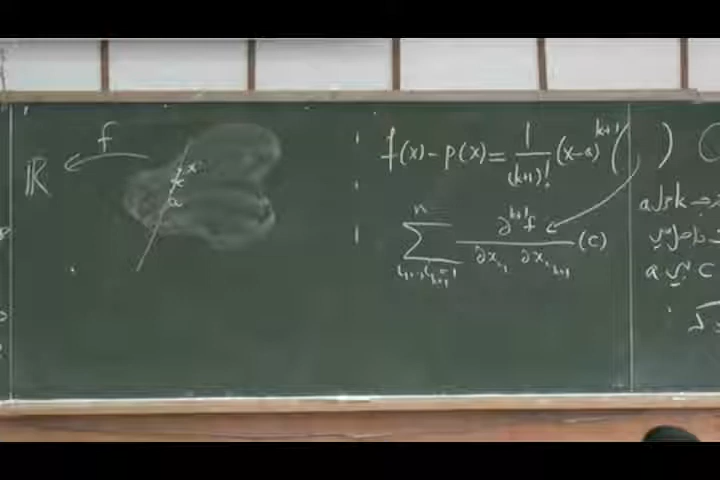 f
ℝ
x
c
a
f(x) - p(x) = 1/(k+1)! (x-a)^{k+1} ( )
∑_{i_1...i_{k+1}=1}^{n} ∂^{k+1}f / ∂x_{i_1} ∂x_{i_{k+1}} (c)